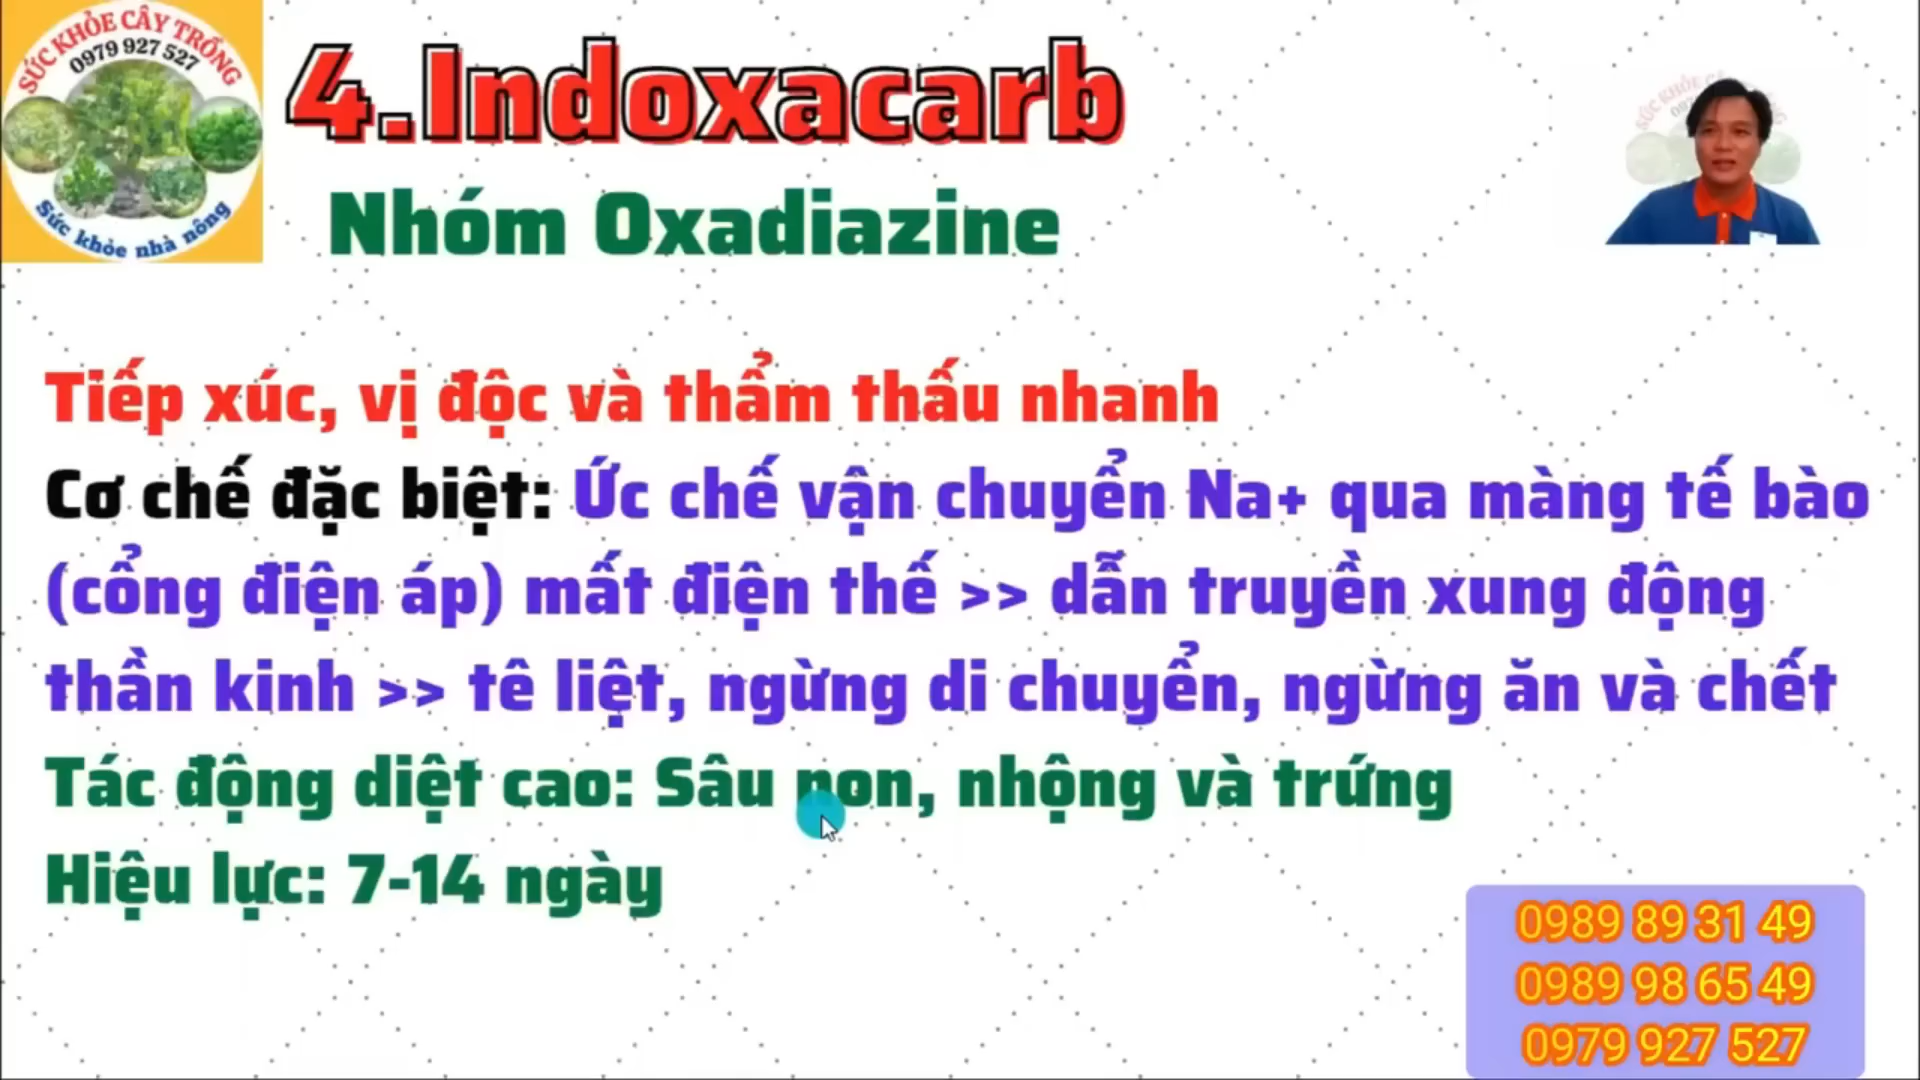 SỨC KHỎE CÂY TRỒNG
0979 927 527
Sức khỏe nhà nông
4.Indoxacarb
Nhóm Oxadiazine
Tiếp xúc, vị độc và thẩm thấu nhanh
Cơ chế đặc biệt: Ức chế vận chuyển Na+ qua màng tế bào
(cổng điện áp) mất điện thế >> dẫn truyền xung động
thần kinh >> tê liệt, ngừng di chuyển, ngừng ăn và chết
Tác động diệt cao: Sâu non, nhộng và trứng
Hiệu lực: 7-14 ngày
0989 89 31 49
0989 98 65 49
0979 927 527